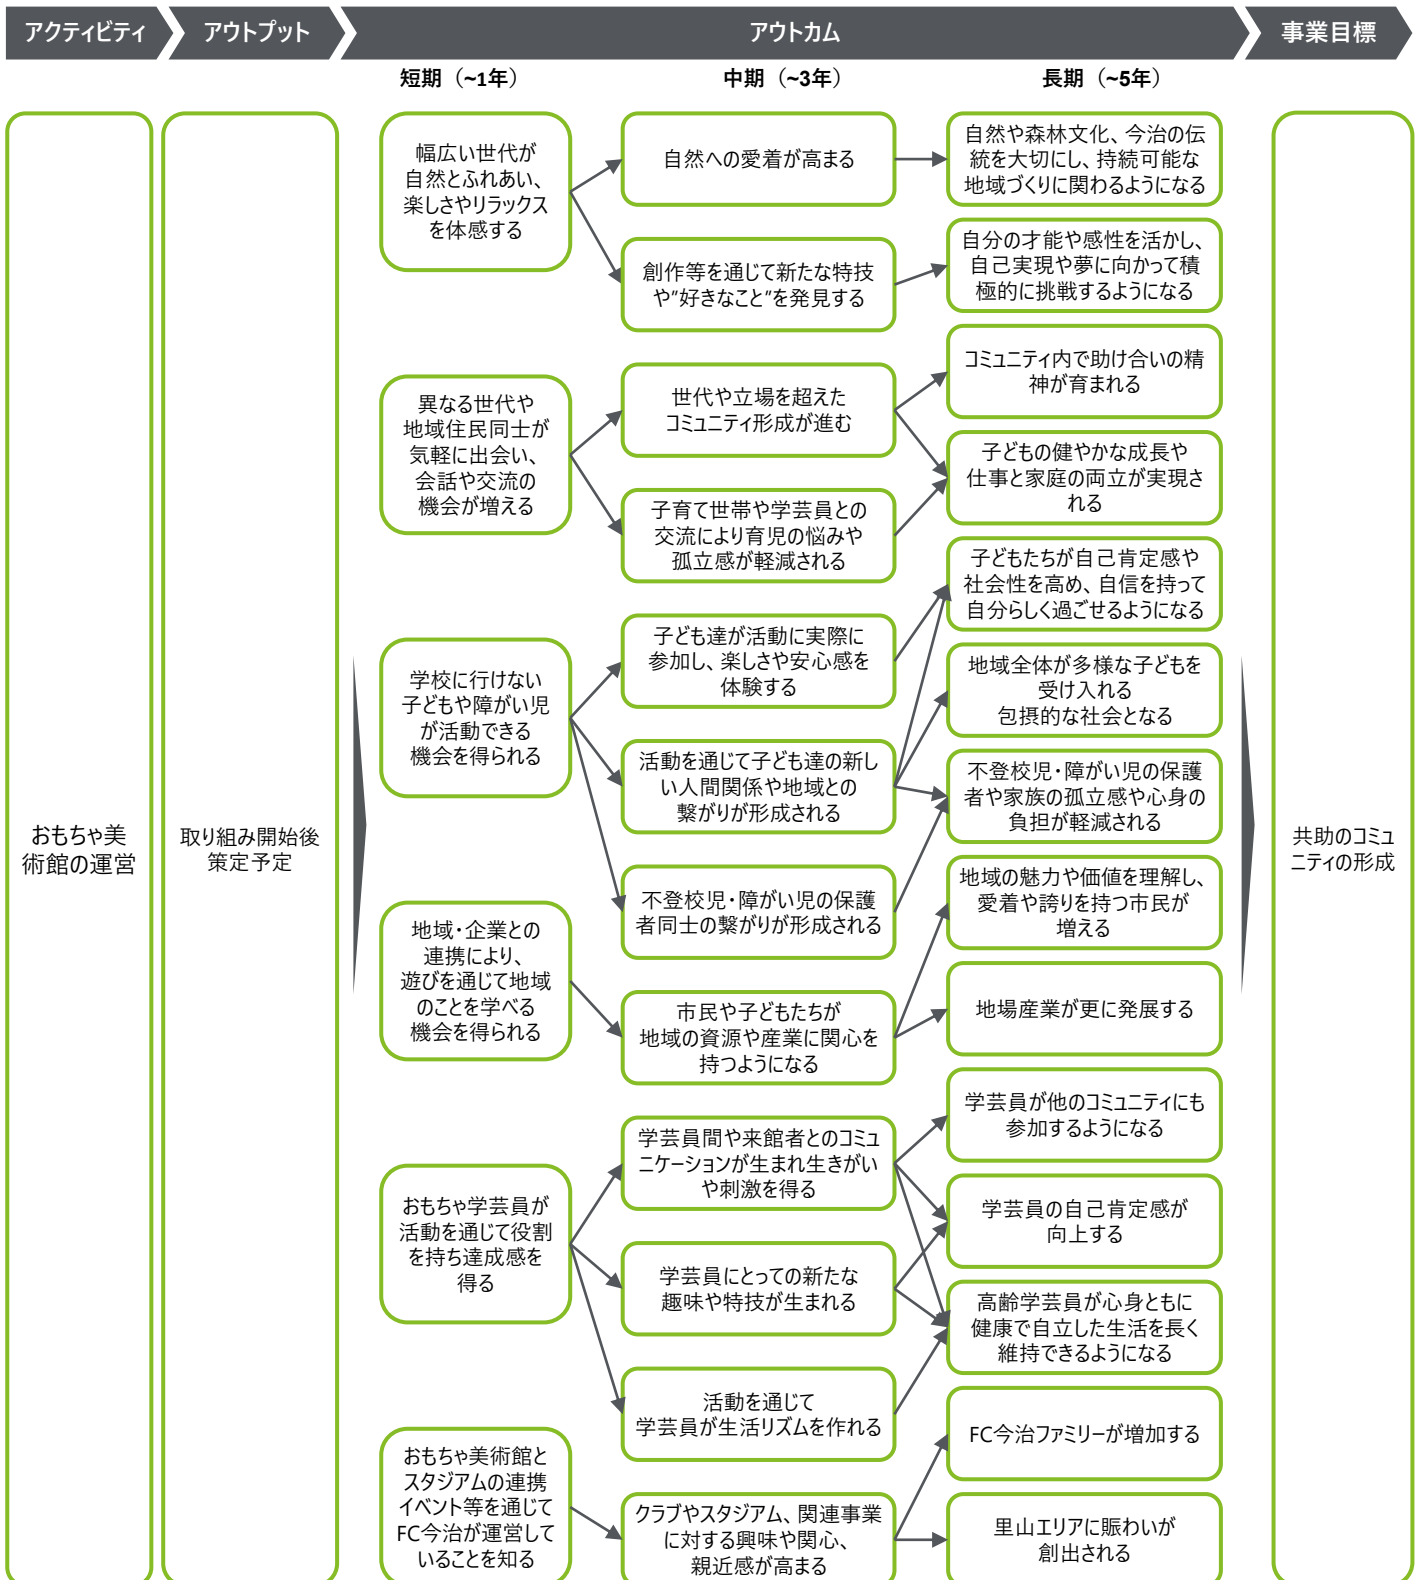 アクティビティ
アウトプット
アウトカム
事業目標
短期（~1年）
中期（~3年）
長期（~5年）
おもちゃ美
術館の運営
取り組み開始後
策定予定
幅広い世代が
自然とふれあい、
楽しさやリラックス
を体感する
異なる世代や
地域住民同士が
気軽に出会い、
会話や交流の
機会が増える
学校に行けない
子どもや障がい児
が活動できる
機会を得られる
地域・企業との
連携により、
遊びを通じて地域
のことを学べる
機会を得られる
おもちゃ学芸員が
活動を通じて役割
を持ち達成感を
得る
おもちゃ美術館と
スタジアムの連携
イベント等を通じて
FC今治が運営して
いることを知る
自然への愛着が高まる
創作等を通じて新たな特技
や"好きなこと"を発見する
世代や立場を超えた
コミュニティ形成が進む
子育て世帯や学芸員との
交流により育児の悩みや
孤立感が軽減される
子ども達が活動に実際に
参加し、楽しさや安心感を
体験する
活動を通じて子ども達の新し
い人間関係や地域との
繋がりが形成される
不登校児・障がい児の保護
者同士の繋がりが形成される
市民や子どもたちが
地域の資源や産業に関心を
持つようになる
学芸員間や来館者とのコミュ
ニケーションが生まれ生きがい
や刺激を得る
学芸員にとっての新たな
趣味や特技が生まれる
活動を通じて
学芸員が生活リズムを作れる
クラブやスタジアム、関連事業
に対する興味や関心、
親近感が高まる
自然や森林文化、今治の伝
統を大切にし、持続可能な
地域づくりに関わるようになる
自分の才能や感性を活かし、
自己実現や夢に向かって積
極的に挑戦するようになる
コミュニティ内で助け合いの精
神が育まれる
子どもの健やかな成長や
仕事と家庭の両立が実現さ
れる
子どもたちが自己肯定感や
社会性を高め、自信を持って
自分らしく過ごせるようになる
地域全体が多様な子どもを
受け入れる
包摂的な社会となる
不登校児・障がい児の保護
者や家族の孤立感や心身の
負担が軽減される
地域の魅力や価値を理解し、
愛着や誇りを持つ市民が
増える
地場産業が更に発展する
学芸員が他のコミュニティにも
参加するようになる
学芸員の自己肯定感が
向上する
高齢学芸員が心身ともに
健康で自立した生活を長く
維持できるようになる
FC今治ファミリーが増加する
里山エリアに賑わいが
創出される
共助のコミュ
ニティの形成